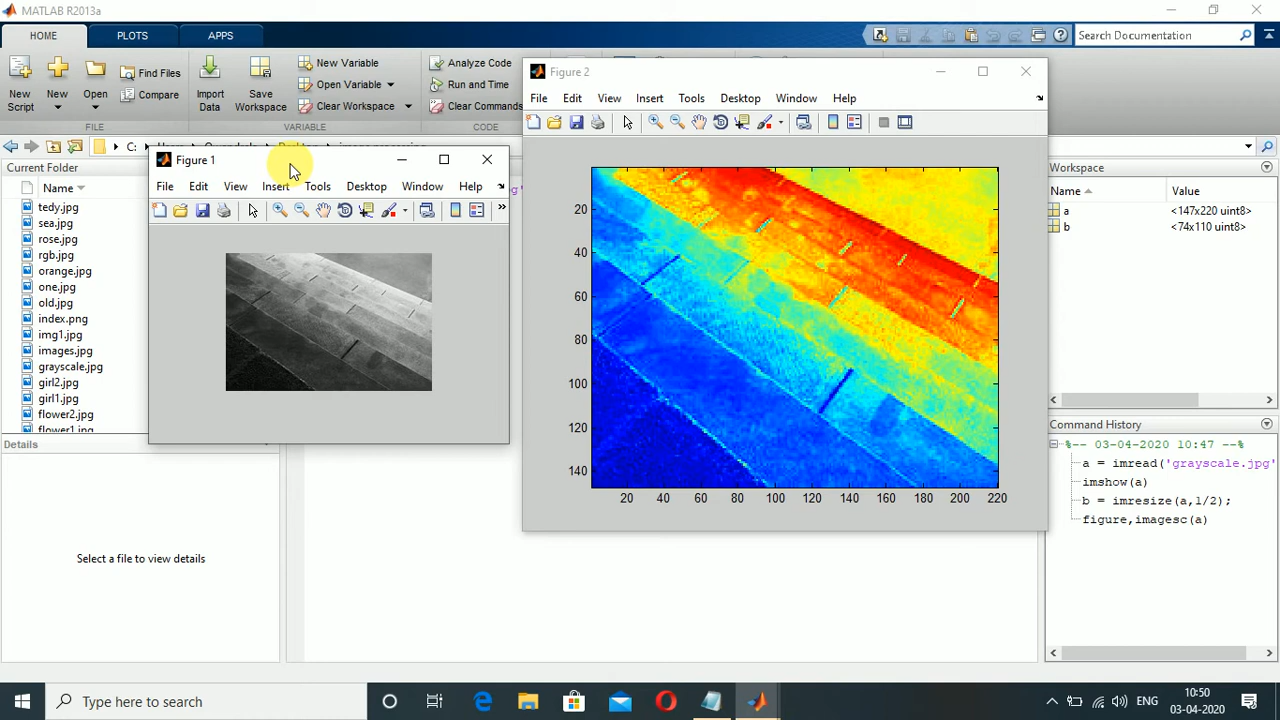 MATLAB R2013a
HOME
PLOTS
APPS
Search Documentation
New Script
New
Open
Find Files
Compare
FILE
Import Data
Save Workspace
New Variable
Open Variable
Clear Workspace
VARIABLE
Analyze Code
Run and Time
Clear Commands
CODE
C:
Current Folder
Name
tedy.jpg
sea.jpg
rose.jpg
rgb.jpg
orange.jpg
one.jpg
old.jpg
index.png
img1.jpg
images.jpg
grayscale.jpg
girl2.jpg
girl1.jpg
flower2.jpg
flower1.jpg
Details
Select a file to view details
Figure 1
File Edit View Insert Tools Desktop Window Help
Figure 2
File Edit View Insert Tools Desktop Window Help
20
40
60
80
100
120
140
20 40 60 80 100 120 140 160 180 200 220
Workspace
Name Value
a <147x220 uint8>
b <74x110 uint8>
Command History
%-- 03-04-2020 10:47 --%
a = imread('grayscale.jpg'
imshow(a)
b = imresize(a,1/2);
figure,imagesc(a)
Type here to search
ENG
10:50
03-04-2020